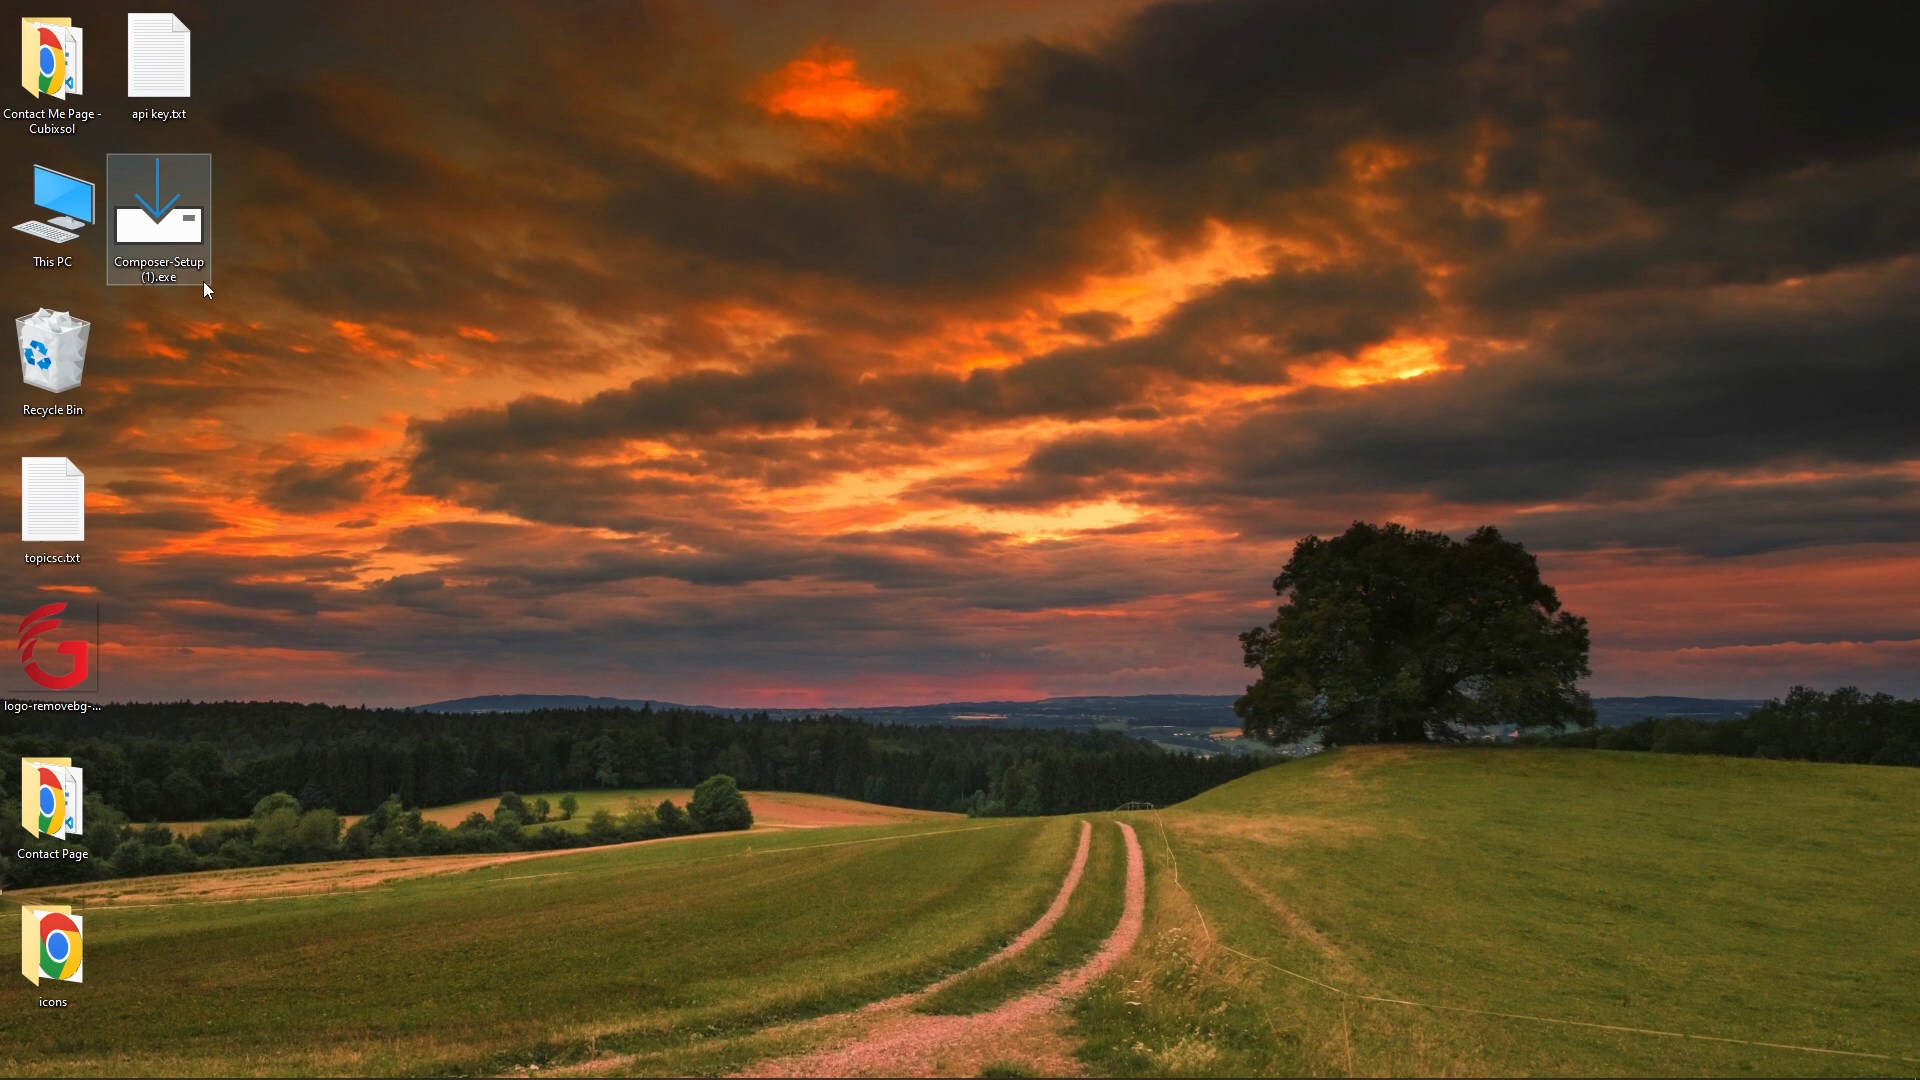 Contact Me Page -
Cubixsol
api key.txt
This PC
Composer-Setup
(1).exe
Recycle Bin
topicsc.txt
logo-removebg-...
Contact Page
icons